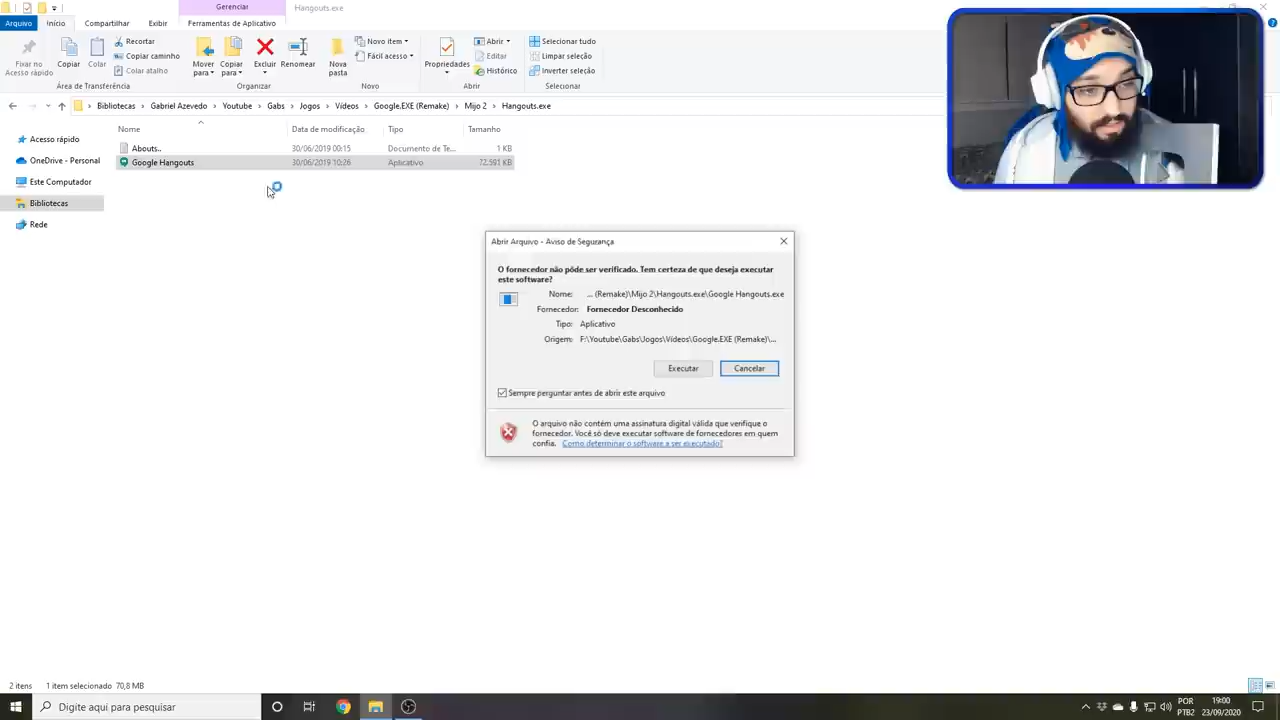 Gerenciar
Hangouts.exe
Arquivo
Início
Compartilhar
Exibir
Ferramentas de Aplicativo
Fixar no
Acesso rápido
Copiar
Colar
Recortar
Copiar caminho
Colar atalho
Área de Transferência
Mover
para
Copiar
para
Excluir
Renomear
Organizar
Nova
pasta
Novo item
Fácil acesso
Novo
Propriedades
Abrir
Editar
Histórico
Abrir
Selecionar tudo
Limpar seleção
Inverter seleção
Selecionar
Bibliotecas > Gabriel Azevedo > Youtube > Gabs > Jogos > Vídeos > Google.EXE (Remake) > Mijo 2 > Hangouts.exe
Nome
Data de modificação
Tipo
Tamanho
Abouts..
30/06/2019 00:15
Documento de Te...
1 KB
Google Hangouts
30/06/2019 10:26
Aplicativo
72.591 KB
Acesso rápido
OneDrive - Personal
Este Computador
Bibliotecas
Rede
Abrir Arquivo - Aviso de Segurança
O fornecedor não pôde ser verificado. Tem certeza de que deseja executar
este software?
Nome: ... (Remake)\Mijo 2\Hangouts.exe\Google Hangouts.exe
Fornecedor: Fornecedor Desconhecido
Tipo: Aplicativo
Origem: F:\Youtube\Gabs\Jogos\Vídeos\Google.EXE (Remake)\...
Executar
Cancelar
Sempre perguntar antes de abrir este arquivo
O arquivo não contém uma assinatura digital válida que verifique o
fornecedor. Você só deve executar software de fornecedores em quem
confia. Como determinar o software a ser executado?
2 itens
1 item selecionado 70,8 MB
Digite aqui para pesquisar
POR
PTB2
19:00
23/09/2020